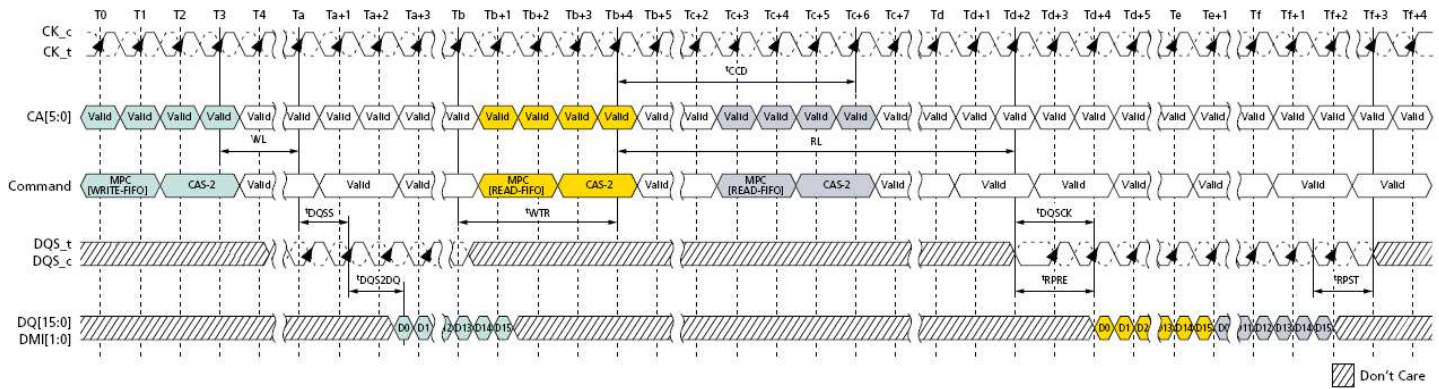 T0 T1 T2 T3 T4 Ta Ta+1 Ta+2 Ta+3 Tb Tb+1 Tb+2 Tb+3 Tb+4 Tb+5 Tc+2 Tc+3 Tc+4 Tc+5 Tc+6 Tc+7 Td Td+1 Td+2 Td+3 Td+4 Td+5 Te Te+1 Tf Tf+1 Tf+2 Tf+3 Tf+4
CK_c
CK_t
tCCD
CA[5:0] Valid Valid Valid Valid Valid Valid Valid Valid Valid Valid Valid Valid Valid Valid Valid Valid Valid Valid Valid Valid Valid Valid Valid Valid Valid Valid Valid Valid Valid Valid Valid Valid Valid Valid
WL RL
Command MPC [WRITE-FIFO] CAS-2 Valid Valid Valid MPC [READ-FIFO] CAS-2 Valid MPC [READ-FIFO] CAS-2 Valid Valid Valid Valid Valid Valid Valid Valid
tDQSS tWTR tDQSCK
DQS_t
DQS_c
tDQS2DQ tRPRE tRPST
DQ[15:0] D0 D1 D13 D14 D15 D0 D1 D2 D13 D14 D15 D0 D11 D12 D13 D14 D15
DMI[1:0]
Don't Care